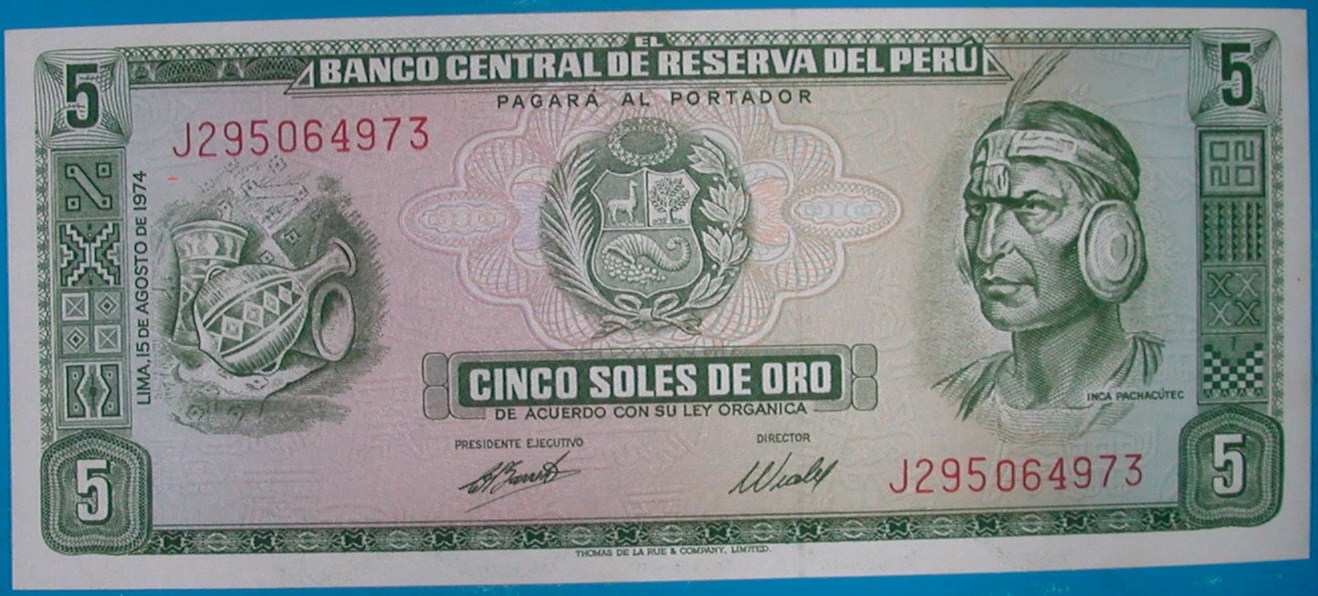 EL
BANCO CENTRAL DE RESERVA DEL PERÚ
PAGARÁ AL PORTADOR
5
5
J295064973
LIMA, 15 DE AGOSTO DE 1974
CINCO SOLES DE ORO
DE ACUERDO CON SU LEY ORGANICA
INCA PACHACÚTEC
PRESIDENTE EJECUTIVO
DIRECTOR
J295064973
5
5
THOMAS DE LA RUE & COMPANY, LIMITED.